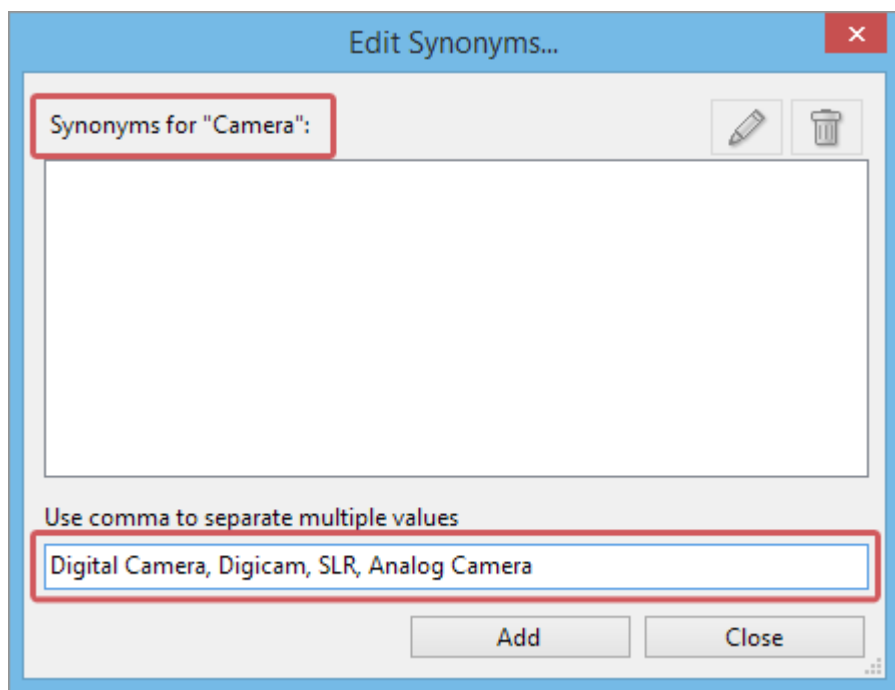 Edit Synonyms...
Synonyms for "Camera":
Use comma to separate multiple values
Digital Camera, Digicam, SLR, Analog Camera
Add Close